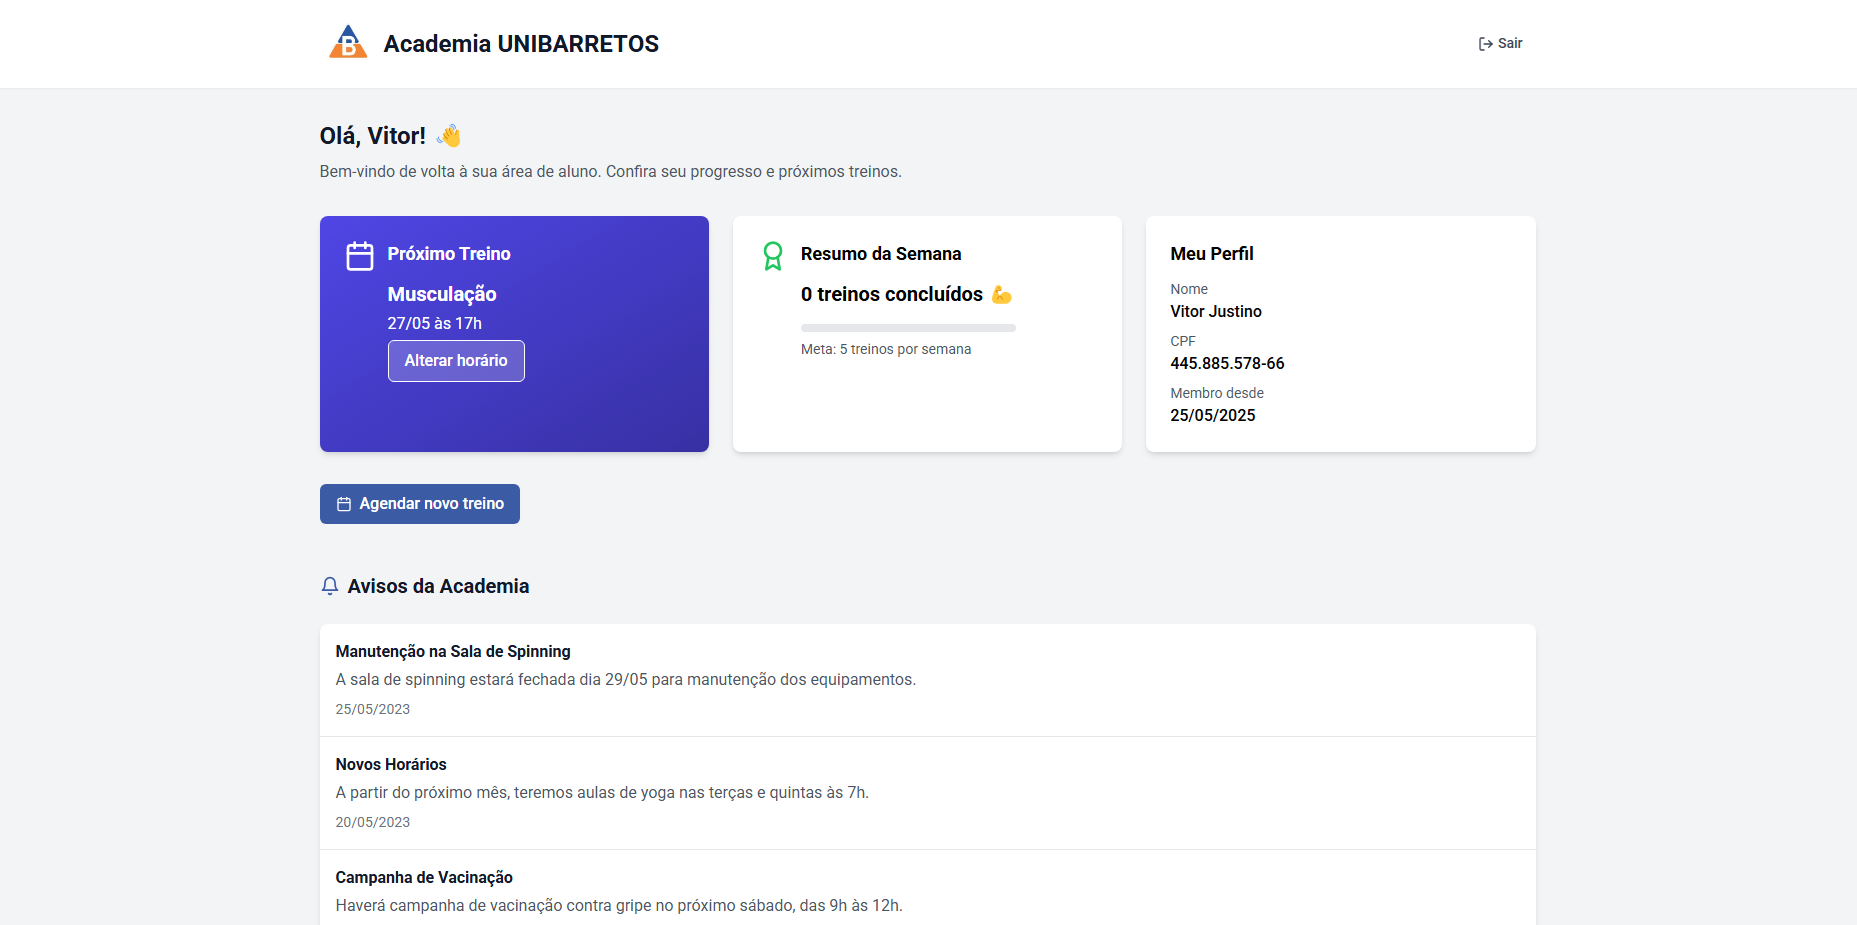 B
Academia UNIBARRETOS
Sair
Olá, Vitor! 👋
Bem-vindo de volta à sua área de aluno. Confira seu progresso e próximos treinos.
Próximo Treino
Musculação
27/05 às 17h
Alterar horário
Resumo da Semana
0 treinos concluídos 💪
Meta: 5 treinos por semana
Meu Perfil
Nome
Vitor Justino
CPF
445.885.578-66
Membro desde
25/05/2025
Agendar novo treino
Avisos da Academia
Manutenção na Sala de Spinning
A sala de spinning estará fechada dia 29/05 para manutenção dos equipamentos.
25/05/2023
Novos Horários
A partir do próximo mês, teremos aulas de yoga nas terças e quintas às 7h.
20/05/2023
Campanha de Vacinação
Haverá campanha de vacinação contra gripe no próximo sábado, das 9h às 12h.